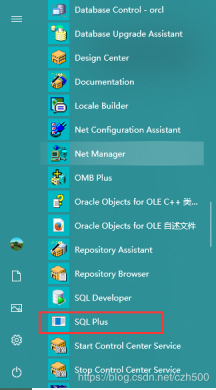 Database Control - orcl
Database Upgrade Assistant
Design Center
Documentation
Locale Builder
Net Configuration Assistant
Net Manager
OMB Plus
Oracle Objects for OLE C++ 类...
Oracle Objects for OLE 自述文件
Repository Assistant
Repository Browser
SQL Developer
SQL Plus
Start Control Center Service
Stop Control Center Service
https://blog.csdn.net/czh500